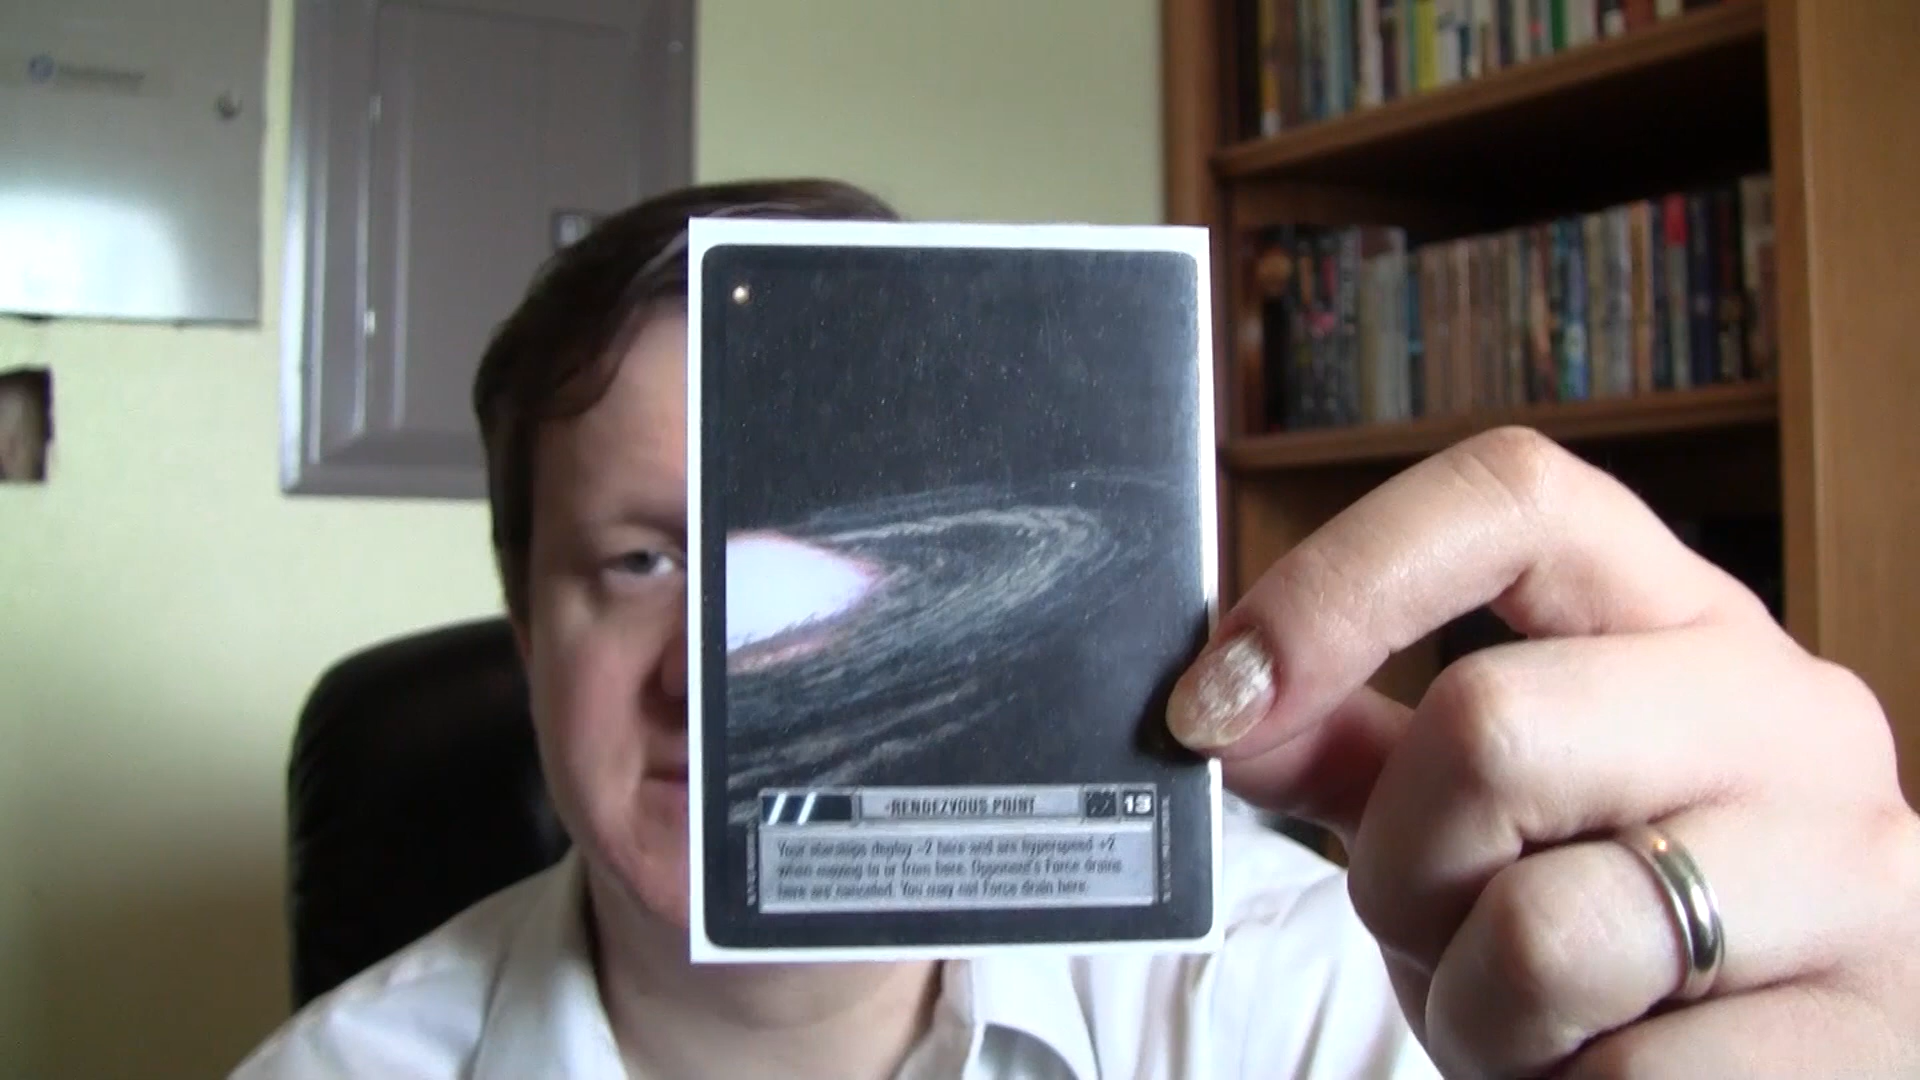 •RENDEZVOUS POINT 13
Your starships deploy -2 here and are hyperspeed +2
when moving to or from here. Opponent's Force drains
here are canceled. You may not Force drain here.